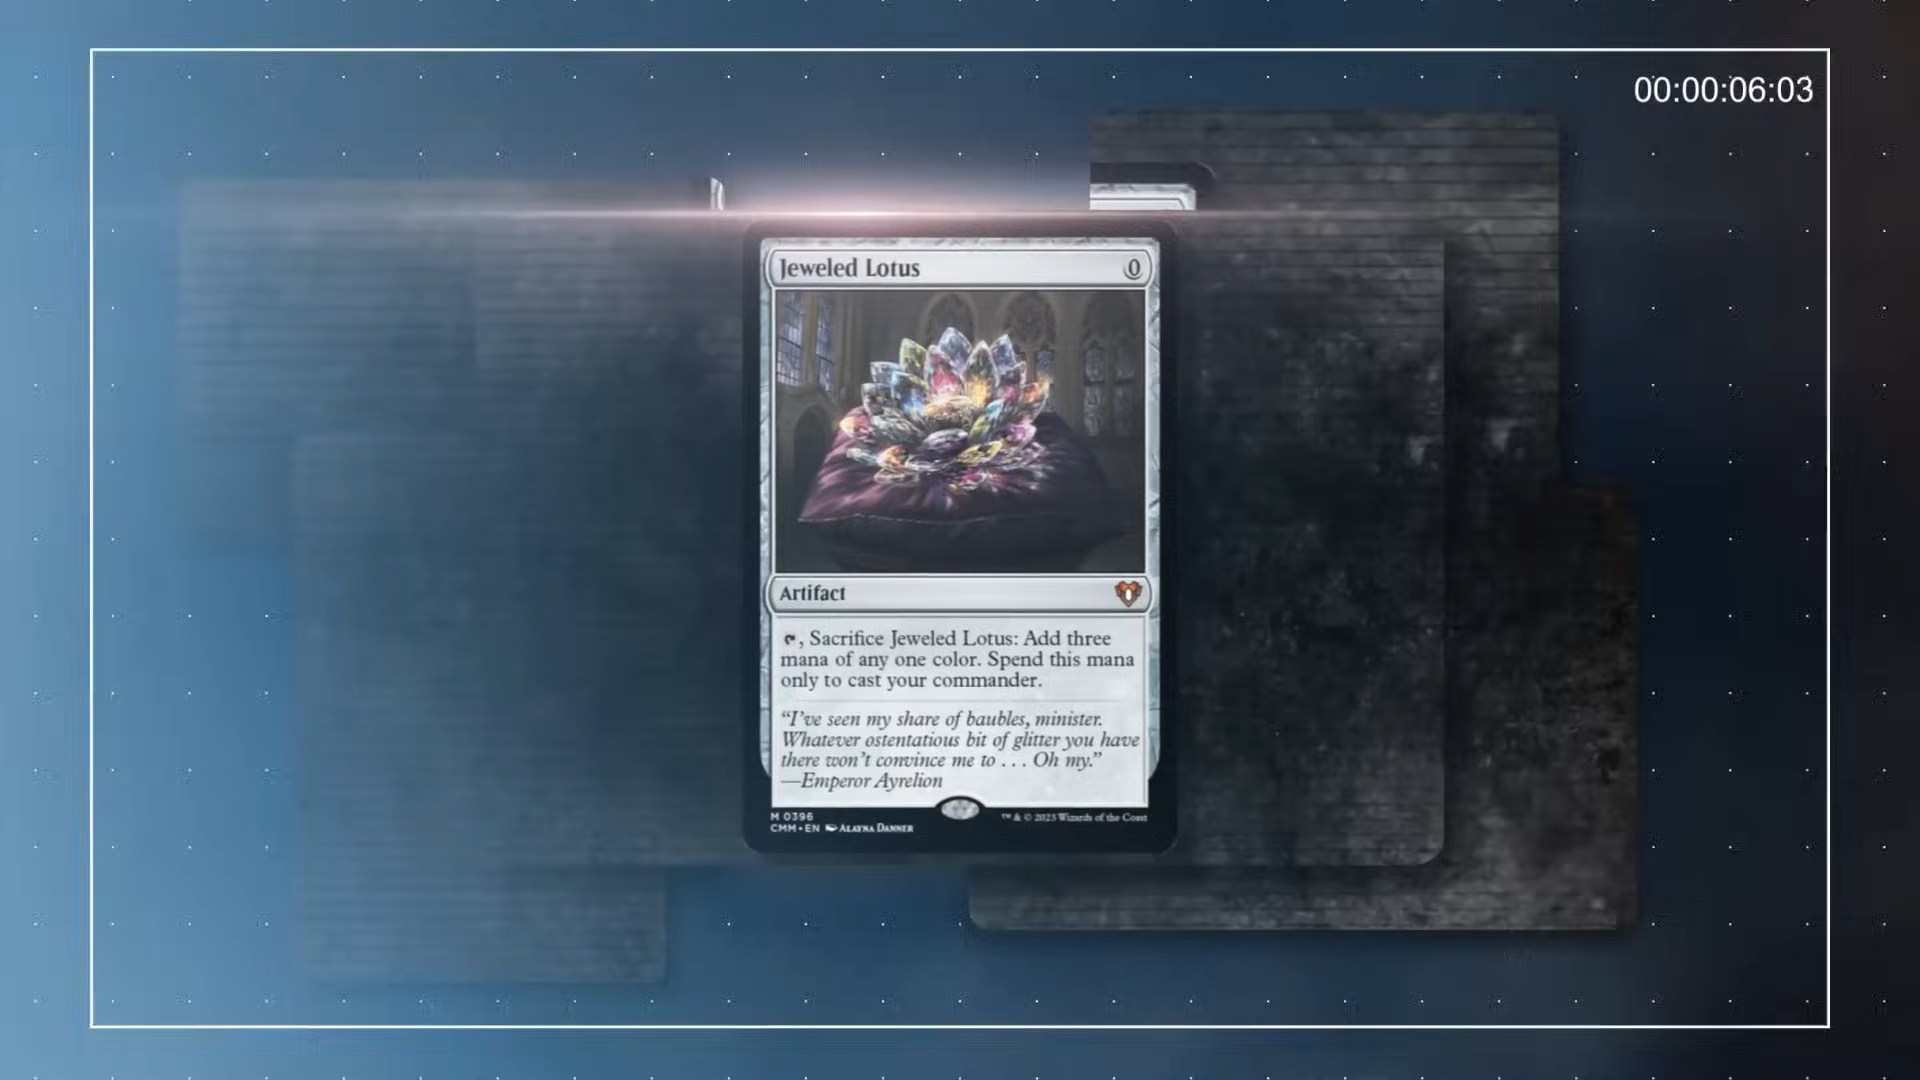 00:00:06:03
Jeweled Lotus 0
Artifact
, Sacrifice Jeweled Lotus: Add three
mana of any one color. Spend this mana
only to cast your commander.
“I’ve seen my share of baubles, minister.
Whatever ostentatious bit of glitter you have
there won’t convince me to . . . Oh my.”
—Emperor Ayrelion
M 0396
CMM • EN ALAYNA DANNER
™ & © 2023 Wizards of the Coast